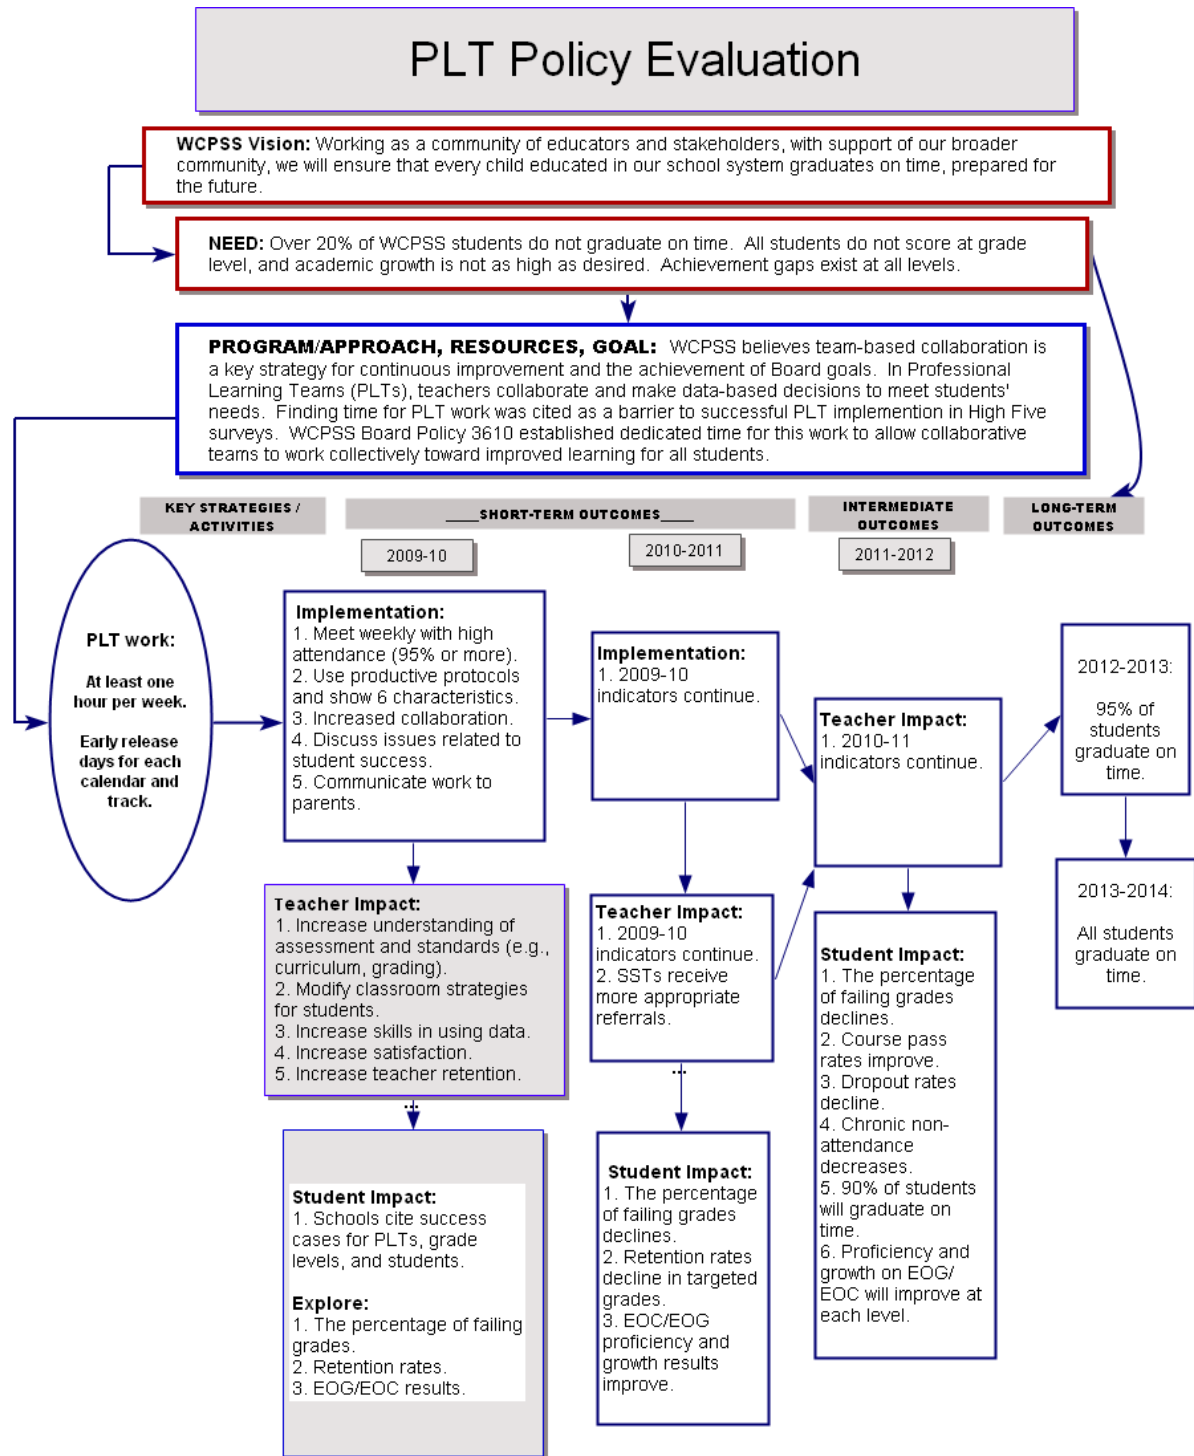 PLT Policy Evaluation
WCPSS Vision: Working as a community of educators and stakeholders, with support of our broader
community, we will ensure that every child educated in our school system graduates on time, prepared for
the future.
NEED: Over 20% of WCPSS students do not graduate on time. All students do not score at grade
level, and academic growth is not as high as desired. Achievement gaps exist at all levels.
PROGRAM/APPROACH, RESOURCES, GOAL: WCPSS believes team-based collaboration is
a key strategy for continuous improvement and the achievement of Board goals. In
Professional Learning Teams (PLTs), teachers collaborate and make data-based decisions to meet students'
needs. Finding time for PLT work was cited as a barrier to successful PLT implemention in High Five
surveys. WCPSS Board Policy 3610 established dedicated time for this work to allow collaborative
teams to work collectively toward improved learning for all students.
KEY STRATEGIES /
ACTIVITIES
____SHORT-TERM OUTCOMES____
INTERMEDIATE
OUTCOMES
LONG-TERM
OUTCOMES
2009-10
2010-2011
2011-2012
PLT work:
At least one
hour per week.
Early release
days for each
calendar and
track.
Implementation:
1. Meet weekly with high
attendance (95% or more).
2. Use productive protocols
and show 6 characteristics.
3. Increased collaboration.
4. Discuss issues related to
student success.
5. Communicate work to
parents.
Teacher Impact:
1. Increase understanding of
assessment and standards (e.g.,
curriculum, grading).
2. Modify classroom strategies
for students.
3. Increase skills in using data.
4. Increase satisfaction.
5. Increase teacher retention.
...
Student Impact:
1. Schools cite success
cases for PLTs, grade
levels, and students.
Explore:
1. The percentage of failing
grades.
2. Retention rates.
3. EOG/EOC results.
Implementation:
1. 2009-10
indicators continue.
Teacher Impact:
1. 2009-10
indicators continue.
2. SSTs receive
more appropriate
referrals.
...
Student Impact:
1. The percentage
of failing grades
declines.
2. Retention rates
decline in targeted
grades.
3. EOC/EOG
proficiency and
growth results
improve.
Teacher Impact:
1. 2010-11
indicators continue.
Student Impact:
1. The percentage
of failing grades
declines.
2. Course pass
rates improve.
3. Dropout rates
decline.
4. Chronic non-
attendance
decreases.
5. 90% of students
will graduate on
time.
6. Proficiency and
growth on EOG/
EOC will improve at
each level.
2012-2013:
95% of
students
graduate on
time.
2013-2014:
All students
graduate on
time.